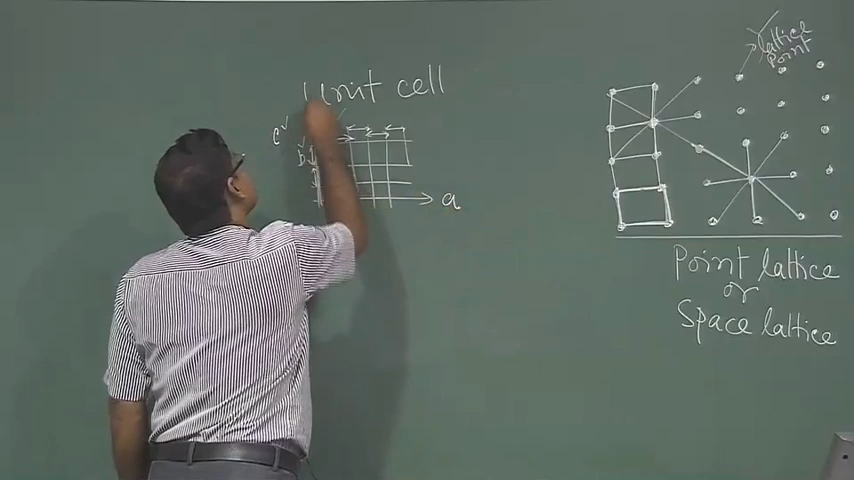 Unit cell
c
b
a
lattice
point
Point lattice
or
Space lattice